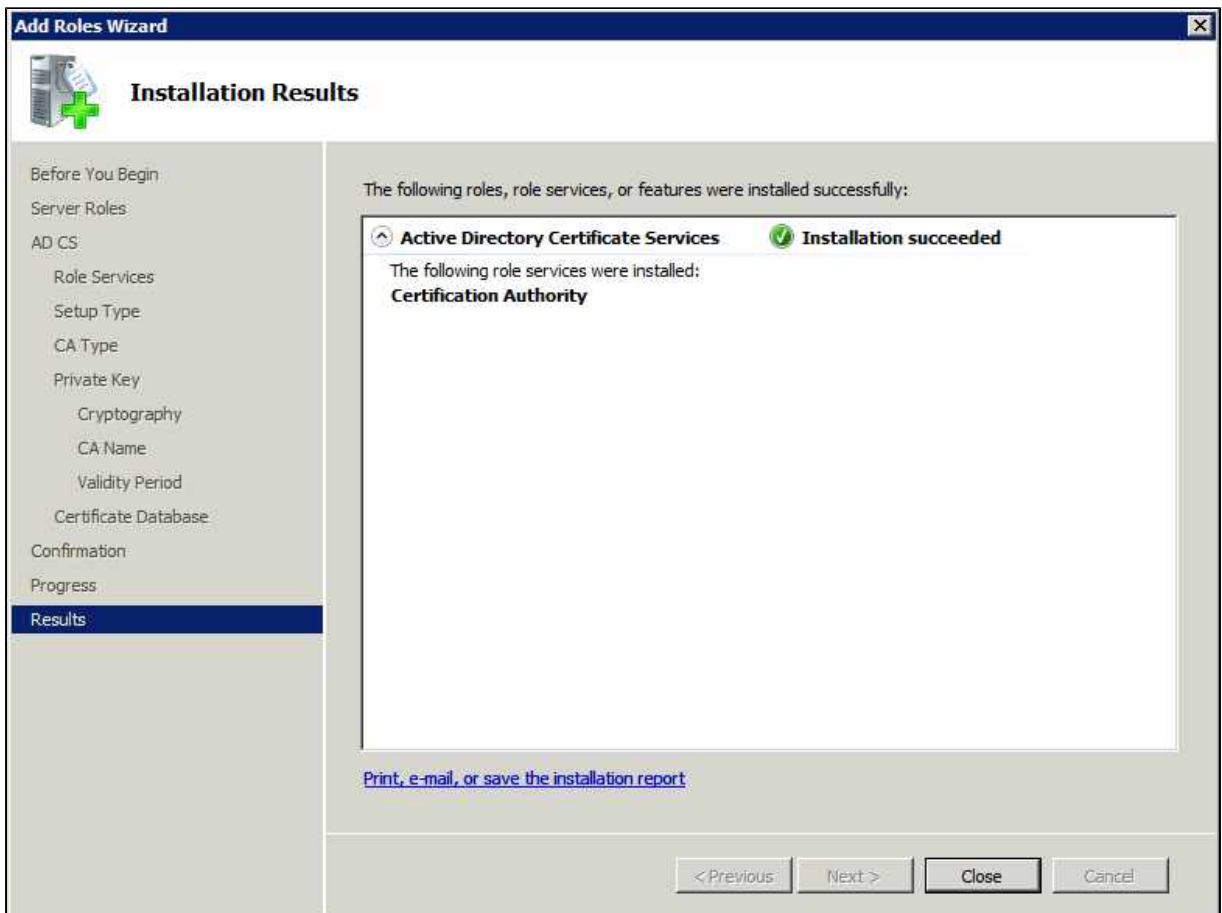 Add Roles Wizard
Installation Results
Before You Begin
Server Roles
AD CS
Role Services
Setup Type
CA Type
Private Key
Cryptography
CA Name
Validity Period
Certificate Database
Confirmation
Progress
Results
The following roles, role services, or features were installed successfully:
Active Directory Certificate Services Installation succeeded
The following role services were installed:
Certification Authority
Print, e-mail, or save the installation report
< Previous Next > Close Cancel